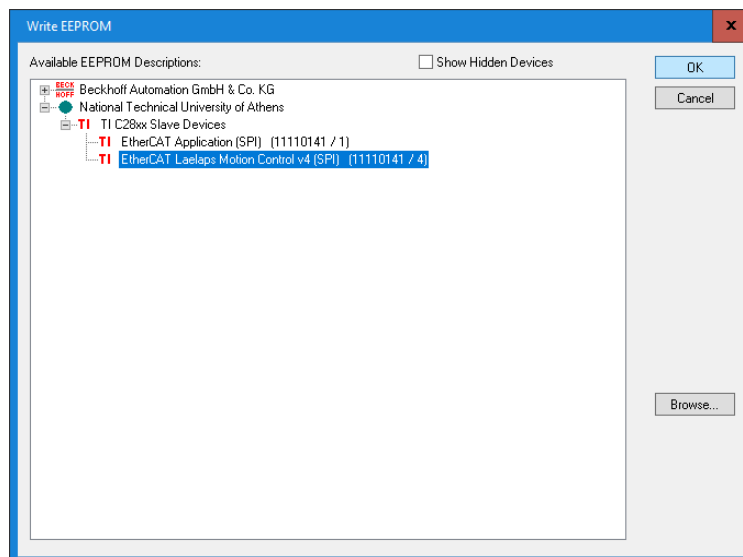 Write EEPROM
x
Available EEPROM Descriptions:
Show Hidden Devices
OK
Cancel
BECK
HOFF
Beckhoff Automation GmbH & Co. KG
National Technical University of Athens
TI TI C28xx Slave Devices
TI EtherCAT Application (SPI) (11110141 / 1)
TI EtherCAT Laelaps Motion Control v4 (SPI) (11110141 / 4)
Browse...